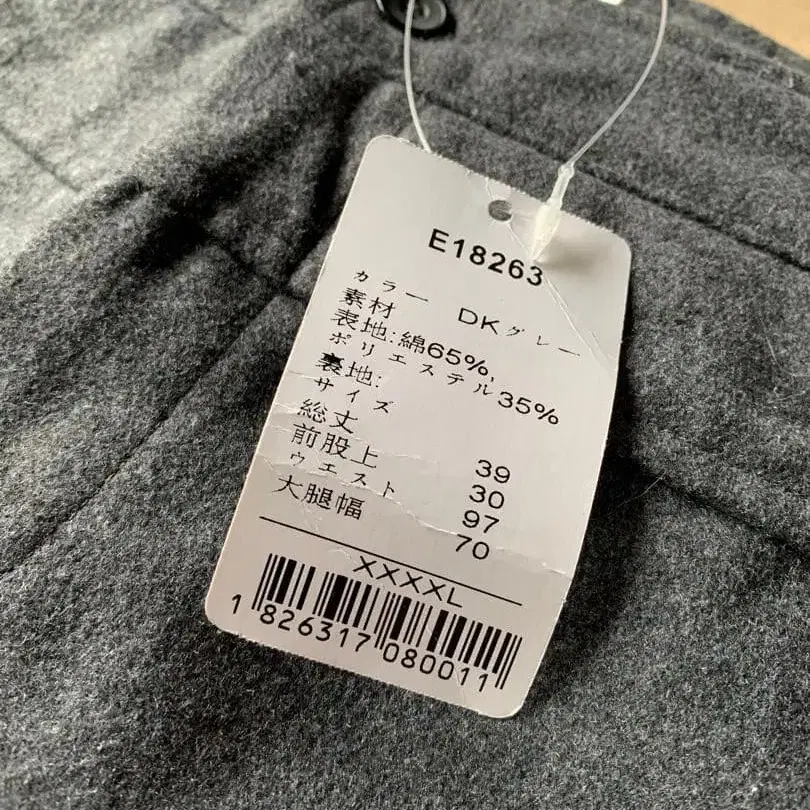 E18263
カラー DKグレー
素材
表地:綿65%,
ポリエステル35%
裏地:
サイズ
総丈 39
前股上 30
ウエスト 97
大腿幅 70
XXXXL
1 826317 080011